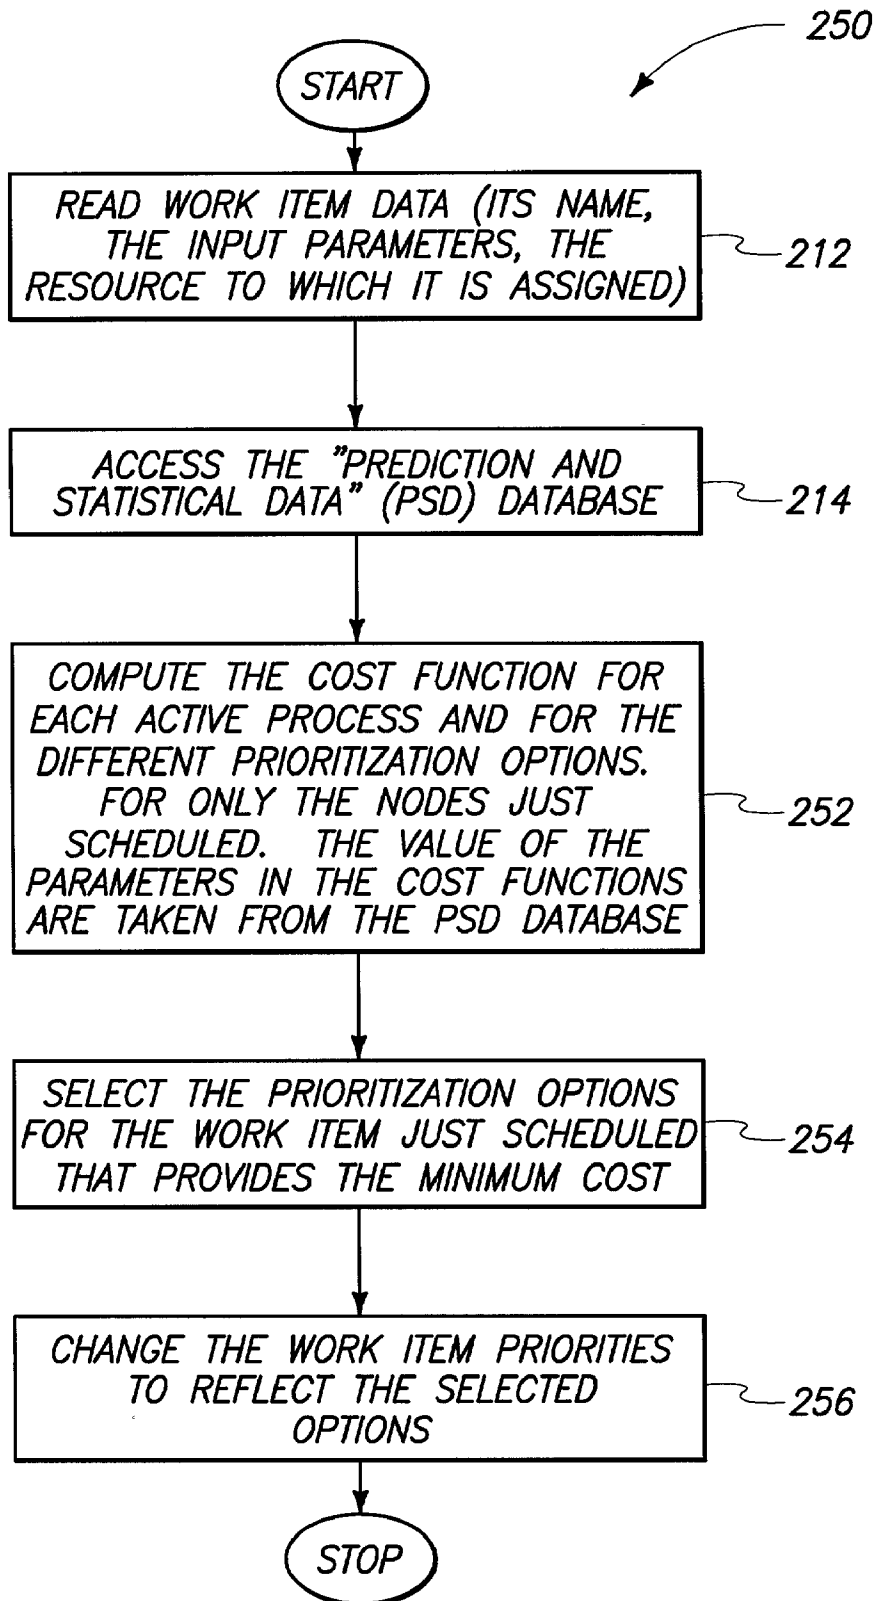 250
START
READ WORK ITEM DATA (ITS NAME,
THE INPUT PARAMETERS, THE
RESOURCE TO WHICH IT IS ASSIGNED)
212
ACCESS THE "PREDICTION AND
STATISTICAL DATA" (PSD) DATABASE
214
COMPUTE THE COST FUNCTION FOR
EACH ACTIVE PROCESS AND FOR THE
DIFFERENT PRIORITIZATION OPTIONS.
FOR ONLY THE NODES JUST
SCHEDULED. THE VALUE OF THE
PARAMETERS IN THE COST FUNCTIONS
ARE TAKEN FROM THE PSD DATABASE
252
SELECT THE PRIORITIZATION OPTIONS
FOR THE WORK ITEM JUST SCHEDULED
THAT PROVIDES THE MINIMUM COST
254
CHANGE THE WORK ITEM PRIORITIES
TO REFLECT THE SELECTED
OPTIONS
256
STOP